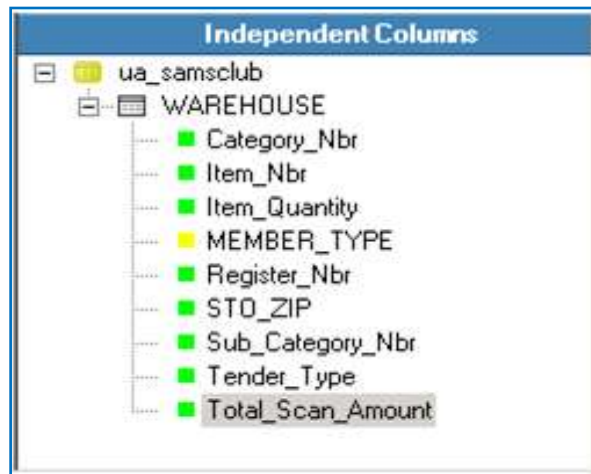 Independent Columns
ua_samsclub
WAREHOUSE
Category_Nbr
Item_Nbr
Item_Quantity
MEMBER_TYPE
Register_Nbr
STO_ZIP
Sub_Category_Nbr
Tender_Type
Total_Scan_Amount